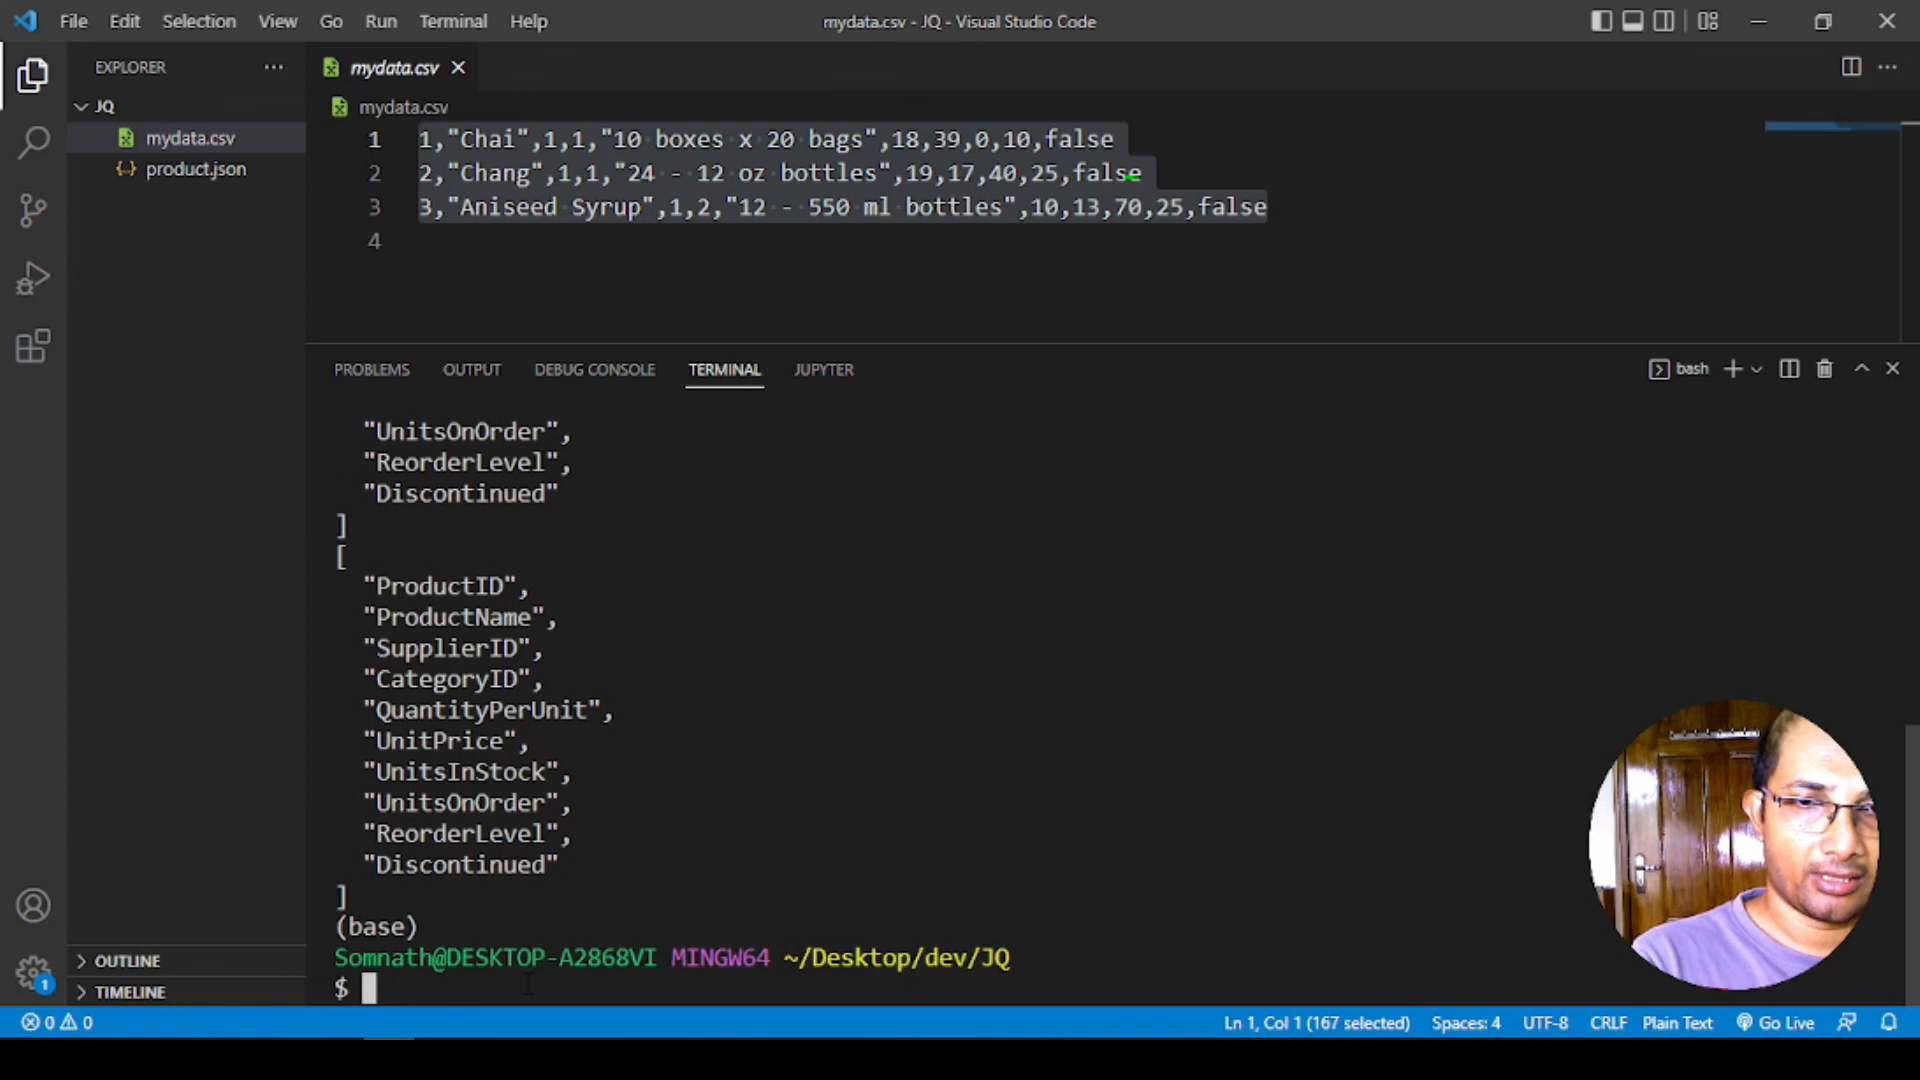 File Edit Selection View Go Run Terminal Help
mydata.csv - JQ - Visual Studio Code
EXPLORER
JQ
mydata.csv
product.json
mydata.csv
mydata.csv
1 1,"Chai",1,1,"10 boxes x 20 bags",18,39,0,10,false
2 2,"Chang",1,1,"24 - 12 oz bottles",19,17,40,25,false
3 3,"Aniseed Syrup",1,2,"12 - 550 ml bottles",10,13,70,25,false
4
PROBLEMS OUTPUT DEBUG CONSOLE TERMINAL JUPYTER
bash
"UnitsOnOrder",
"ReorderLevel",
"Discontinued"
]
[
"ProductID",
"ProductName",
"SupplierID",
"CategoryID",
"QuantityPerUnit",
"UnitPrice",
"UnitsInStock",
"UnitsOnOrder",
"ReorderLevel",
"Discontinued"
]
(base)
Somnath@DESKTOP-A2868VI MINGW64 ~/Desktop/dev/JQ
$
OUTLINE
TIMELINE
1
0 0
Ln 1, Col 1 (167 selected) Spaces: 4 UTF-8 CRLF Plain Text Go Live